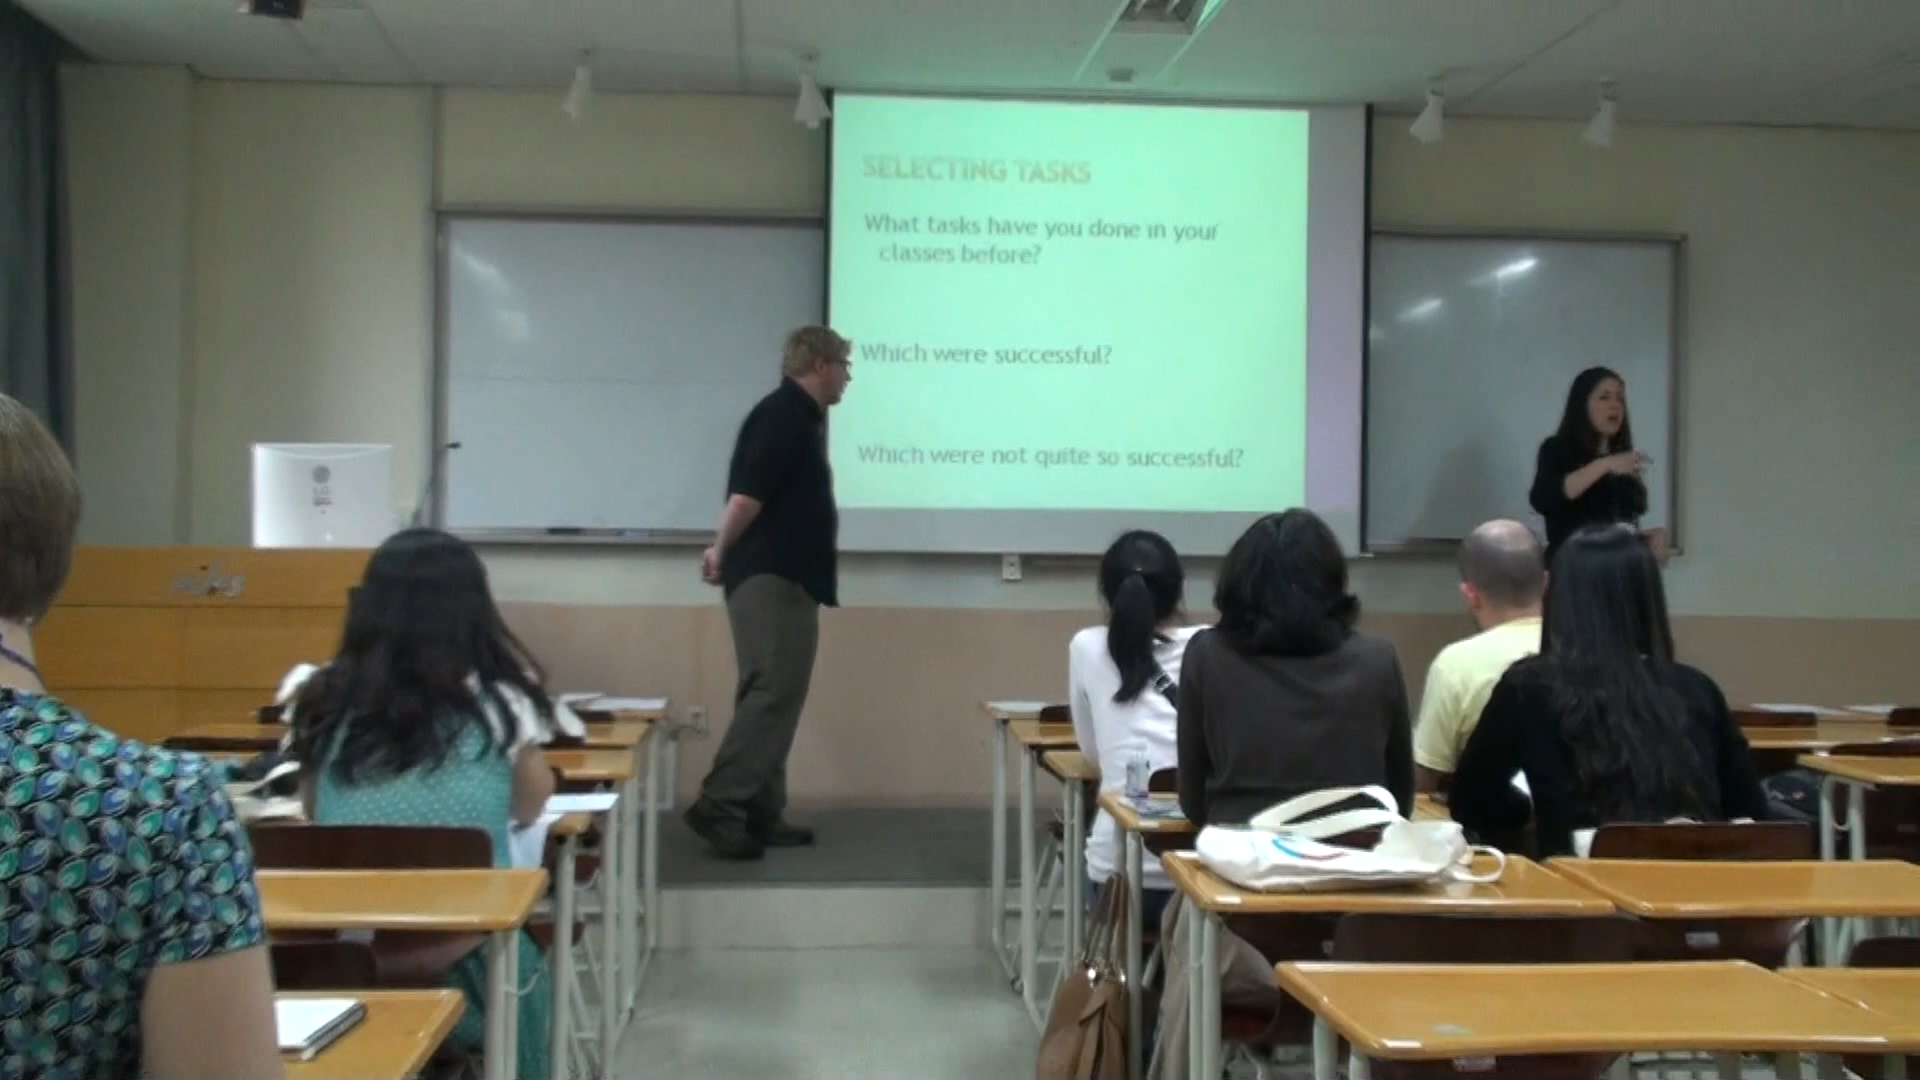 SELECTING TASKS
What tasks have you done in your
classes before?
Which were successful?
Which were not quite so successful?
LG